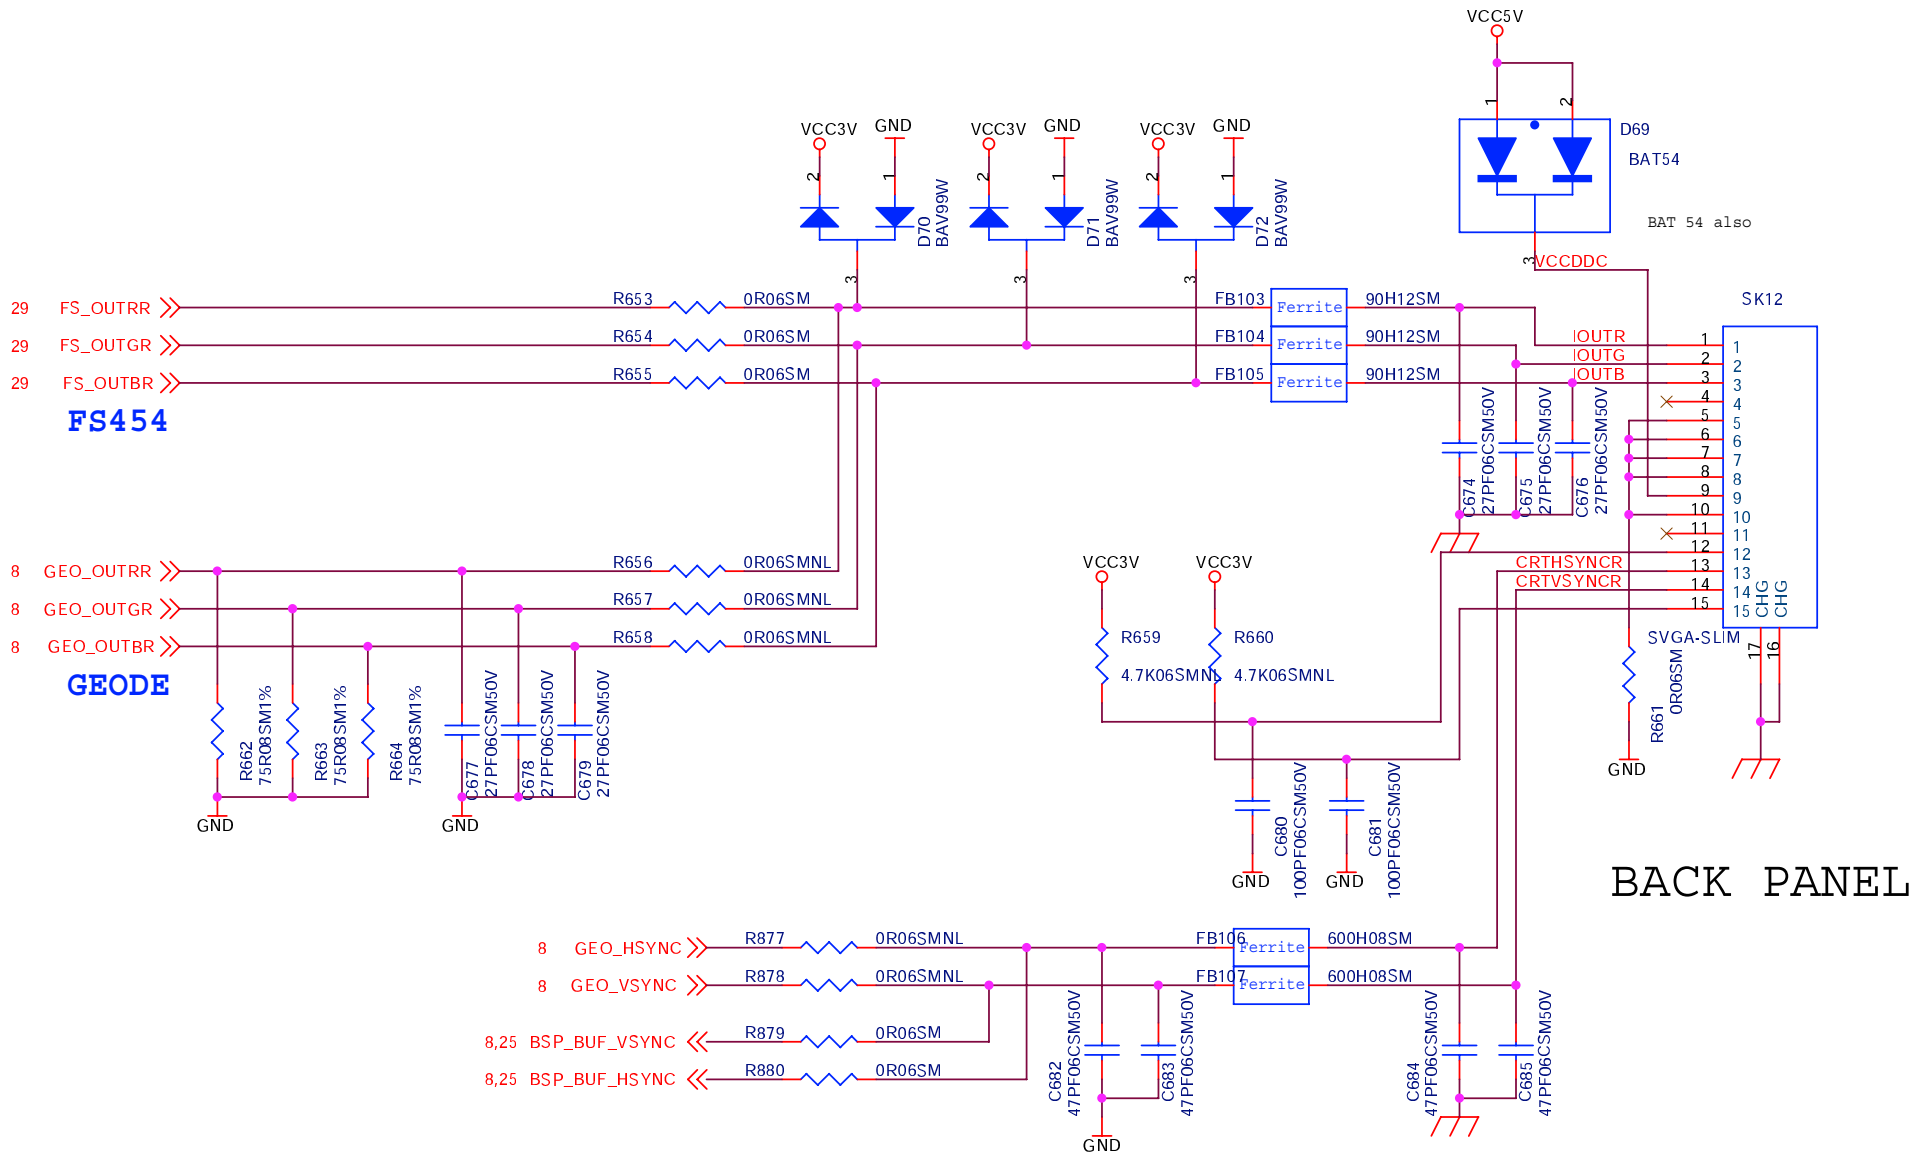 VCC5V
1
2
D69
BAT54
BAT 54 also
3
VCCDDC
VCC3V GND VCC3V GND VCC3V GND
2 1 2 1 2 1
D70
BAV99W
D71
BAV99W
D72
BAV99W
3 3 3
29 FS_OUTRR R653 0R06SM FB103 Ferrite 90H12SM
29 FS_OUTGR R654 0R06SM FB104 Ferrite 90H12SM
29 FS_OUTBR R655 0R06SM FB105 Ferrite 90H12SM
FS454
SK12
IOUTR 1 1
IOUTG 2 2
IOUTB 3 3
4 4
5 5
6 6
7 7
8 8
9 9
10 10
11 11
12 12
CRTHSYNCR 13 13
CRTVSYNCR 14 14
15 15
CHG
CHG
17
16
SVGA-SLIM
C674
27PF06CSM50V
C675
27PF06CSM50V
C676
27PF06CSM50V
8 GEO_OUTRR R656 0R06SMNL
8 GEO_OUTGR R657 0R06SMNL
8 GEO_OUTBR R658 0R06SMNL
GEODE
VCC3V VCC3V
R659
4.7K06SMNL
R660
4.7K06SMNL
R661
0R06SM
GND
R662
75R08SM1%
R663
75R08SM1%
R664
75R08SM1%
C677
27PF06CSM50V
C678
27PF06CSM50V
C679
27PF06CSM50V
GND GND
C680
100PF06CSM50V
C681
100PF06CSM50V
GND GND
BACK PANEL
8 GEO_HSYNC R877 0R06SMNL FB106 Ferrite 600H08SM
8 GEO_VSYNC R878 0R06SMNL FB107 Ferrite 600H08SM
8,25 BSP_BUF_VSYNC R879 0R06SM
8,25 BSP_BUF_HSYNC R880 0R06SM
C682
47PF06CSM50V
C683
47PF06CSM50V
C684
47PF06CSM50V
C685
47PF06CSM50V
GND